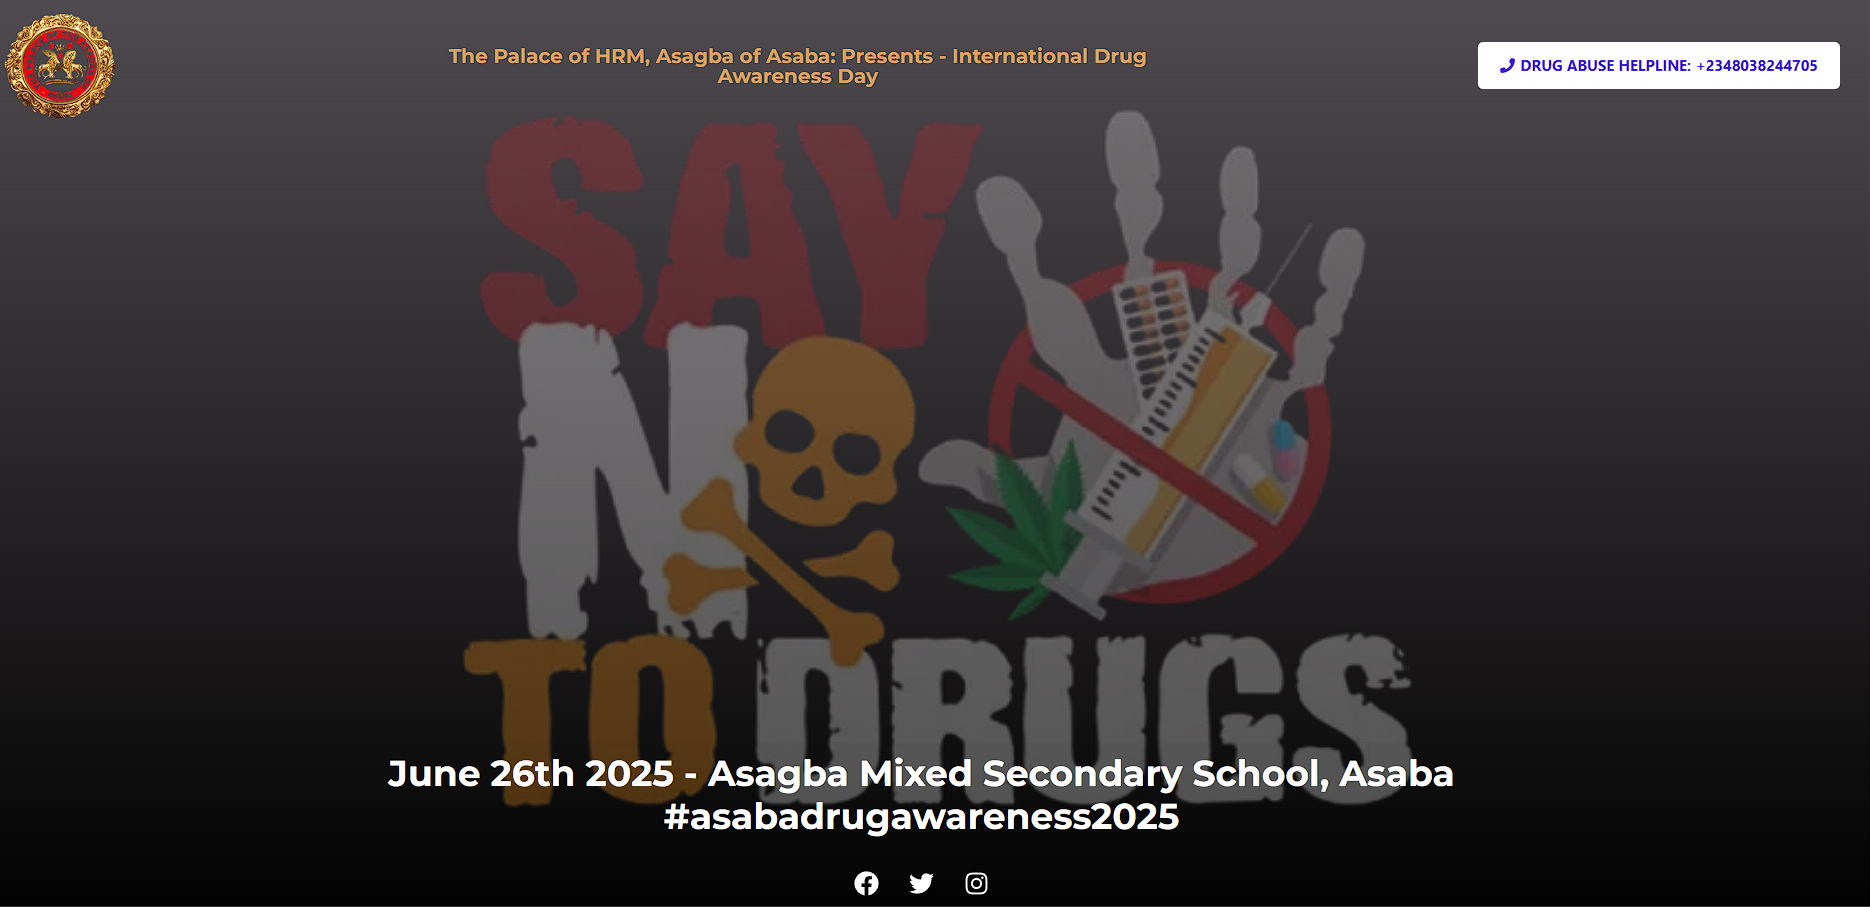 The Palace of HRM, Asagba of Asaba: Presents - International Drug
Awareness Day
DRUG ABUSE HELPLINE: +2348038244705
SAY
NO
TO DRUGS
June 26th 2025 - Asagba Mixed Secondary School, Asaba
#asabadrugawareness2025